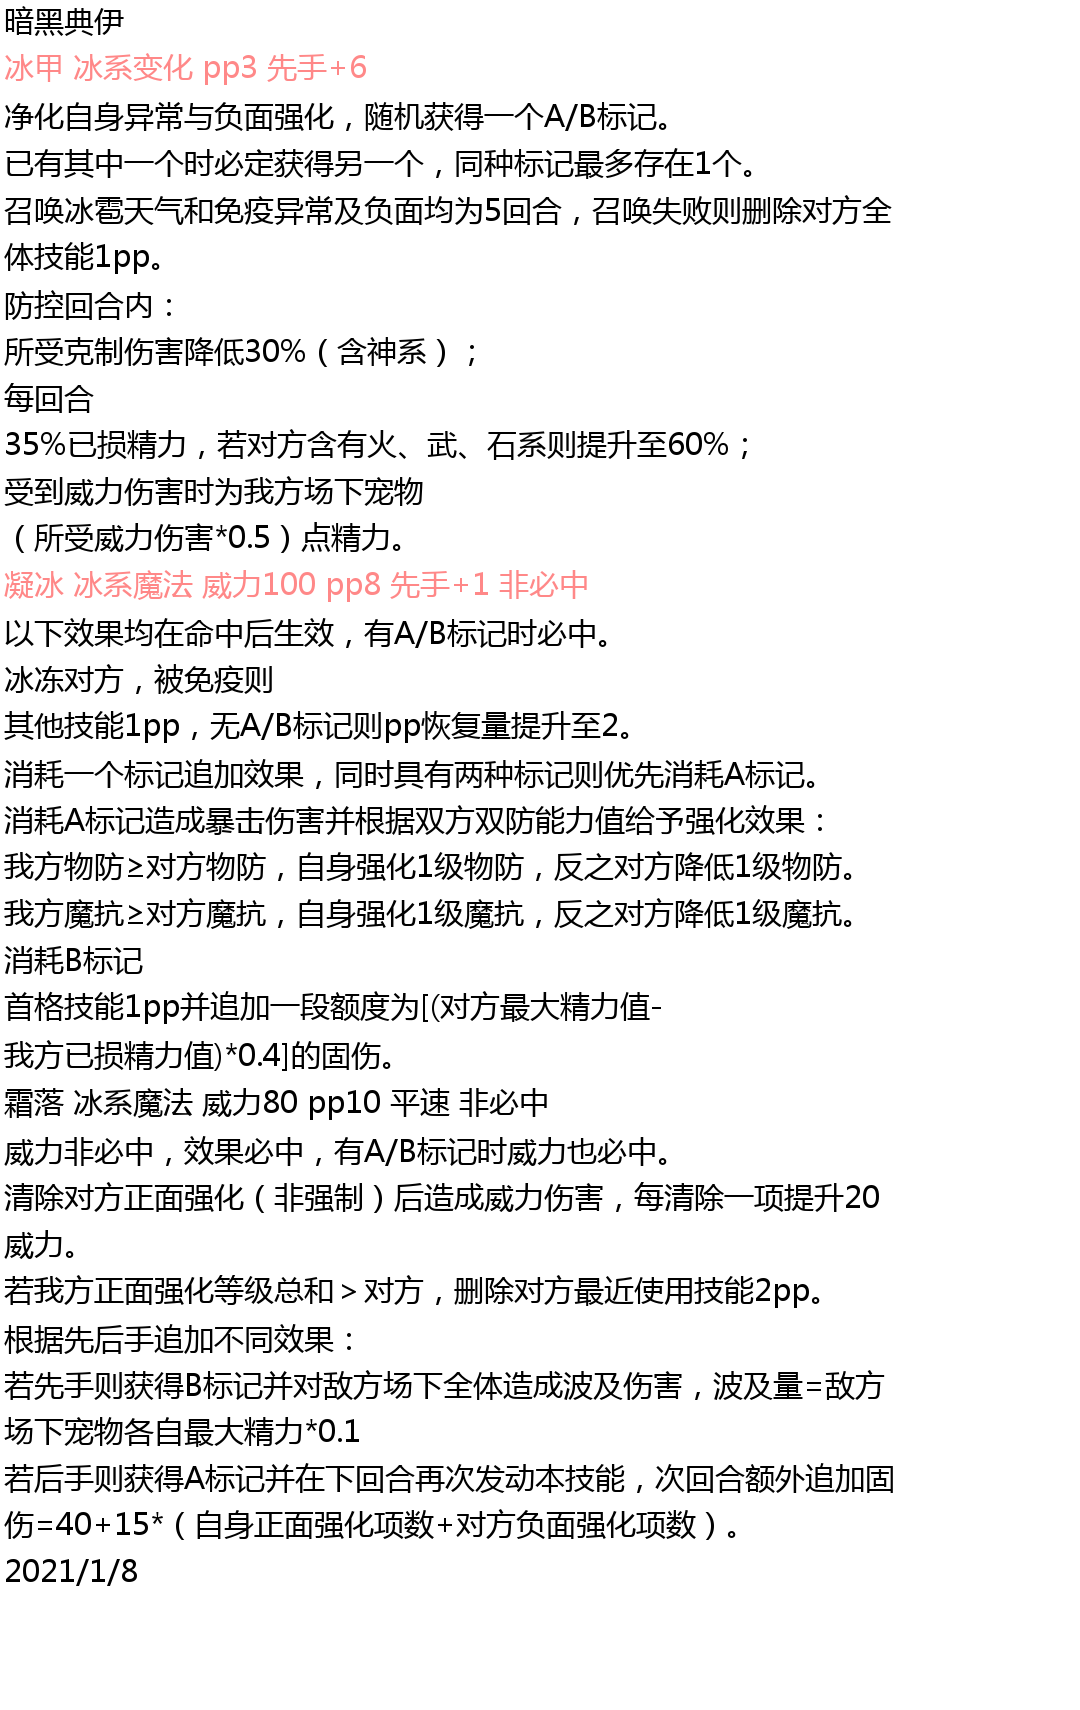 暗黑典伊
冰甲 冰系变化 pp3 先手+6
净化自身异常与负面强化，随机获得一个A/B标记。
已有其中一个时必定获得另一个，同种标记最多存在1个。
召唤冰雹天气和免疫异常及负面均为5回合，召唤失败则删除对方全
体技能1pp。
防控回合内：
所受克制伤害降低30%（含神系）；
每回合
35%已损精力，若对方含有火、武、石系则提升至60%；
受到威力伤害时为我方场下宠物
（所受威力伤害*0.5）点精力。
凝冰 冰系魔法 威力100 pp8 先手+1 非必中
以下效果均在命中后生效，有A/B标记时必中。
冰冻对方，被免疫则
其他技能1pp，无A/B标记则pp恢复量提升至2。
消耗一个标记追加效果，同时具有两种标记则优先消耗A标记。
消耗A标记造成暴击伤害并根据双方双防能力值给予强化效果：
我方物防≥对方物防，自身强化1级物防，反之对方降低1级物防。
我方魔抗≥对方魔抗，自身强化1级魔抗，反之对方降低1级魔抗。
消耗B标记
首格技能1pp并追加一段额度为[(对方最大精力值-
我方已损精力值)*0.4]的固伤。
霜落 冰系魔法 威力80 pp10 平速 非必中
威力非必中，效果必中，有A/B标记时威力也必中。
清除对方正面强化（非强制）后造成威力伤害，每清除一项提升20
威力。
若我方正面强化等级总和＞对方，删除对方最近使用技能2pp。
根据先后手追加不同效果：
若先手则获得B标记并对敌方场下全体造成波及伤害，波及量=敌方
场下宠物各自最大精力*0.1
若后手则获得A标记并在下回合再次发动本技能，次回合额外追加固
伤=40+15*（自身正面强化项数+对方负面强化项数）。
2021/1/8